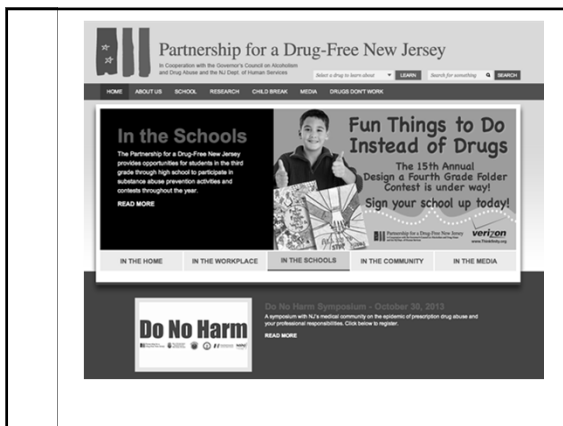 Partnership for a Drug-Free New Jersey
In Cooperation with the Governor's Council on Alcoholism
and Drug Abuse and the NJ Dept. of Human Services
Select a drug to learn about LEARN Search for something SEARCH
HOME ABOUT US SCHOOL RESEARCH CHILD BREAK MEDIA DRUGS DON'T WORK
In the Schools
The Partnership for a Drug-Free New Jersey
provides opportunities for students in the third
grade through high school to participate in
substance abuse prevention activities and
contests throughout the year.
READ MORE
Fun Things to Do
Instead of Drugs
The 15th Annual
Design a Fourth Grade Folder
Contest is under way!
Sign your school up today!
Partnership for a Drug-Free New Jersey
verizon
www.Thinkfinity.org
IN THE HOME IN THE WORKPLACE IN THE SCHOOLS IN THE COMMUNITY IN THE MEDIA
Do No Harm
Do No Harm Symposium - October 30, 2013
A symposium with NJ's medical community on the epidemic of prescription drug abuse and
your professional responsibilities. Click below to register.
READ MORE